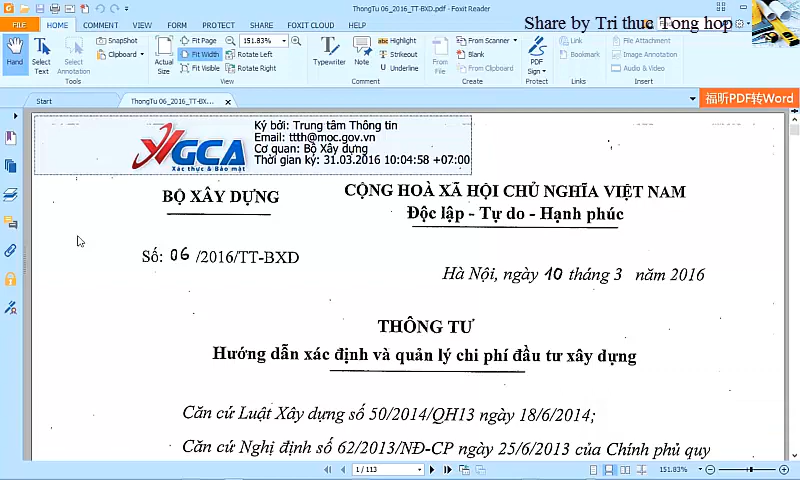 ThongTu 06_2016_TT-BXD.pdf - Foxit Reader
Share by Tri thuc Tong hop
FILE HOME COMMENT VIEW FORM PROTECT SHARE FOXIT CLOUD HELP
Hand
Select Text
SnapShot
Clipboard
Select Annotation
Tools
Actual Size
Fit Page
Fit Width
Fit Visible
151.83%
Rotate Left
Rotate Right
View
Typewriter
Note
Highlight
Strikeout
Underline
Comment
From File
From Scanner
Blank
From Clipboard
Create
PDF Sign
Protect
Link
Bookmark
Links
File Attachment
Image Annotation
Audio & Video
Insert
Start
ThongTu 06_2016_TT-BX...
福昕PDF转Word
VGCA
Xác thực & Bảo mật
Ký bởi: Trung tâm Thông tin
Email: ttth@moc.gov.vn
Cơ quan: Bộ Xây dựng
Thời gian ký: 31.03.2016 10:04:58 +07:00
BỘ XÂY DỰNG
CỘNG HOÀ XÃ HỘI CHỦ NGHĨA VIỆT NAM
Độc lập - Tự do - Hạnh phúc
Số: 06 /2016/TT-BXD
Hà Nội, ngày 10 tháng 3 năm 2016
THÔNG TƯ
Hướng dẫn xác định và quản lý chi phí đầu tư xây dựng
Căn cứ Luật Xây dựng số 50/2014/QH13 ngày 18/6/2014;
Căn cứ Nghị định số 62/2013/NĐ-CP ngày 25/6/2013 của Chính phủ quy
1 / 113
151.83%